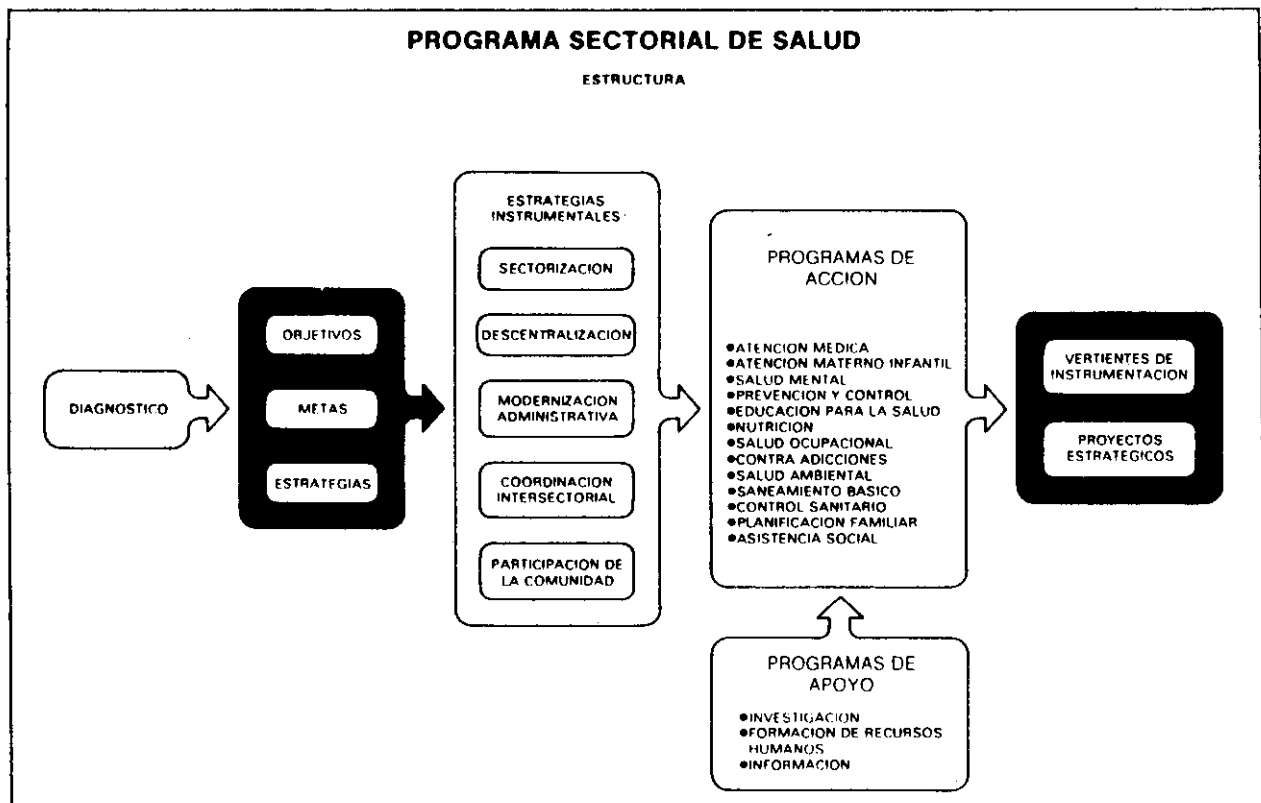 PROGRAMA SECTORIAL DE SALUD
ESTRUCTURA
DIAGNOSTICO
OBJETIVOS
METAS
ESTRATEGIAS
ESTRATEGIAS
INSTRUMENTALES
SECTORIZACION
DESCENTRALIZACION
MODERNIZACION
ADMINISTRATIVA
COORDINACION
INTERSECTORIAL
PARTICIPACION DE
LA COMUNIDAD
PROGRAMAS DE
ACCION
●ATENCION MEDICA
●ATENCION MATERNO INFANTIL
●SALUD MENTAL
●PREVENCION Y CONTROL
●EDUCACION PARA LA SALUD
●NUTRICION
●SALUD OCUPACIONAL
●CONTRA ADICCIONES
●SALUD AMBIENTAL
●SANEAMIENTO BASICO
●CONTROL SANITARIO
●PLANIFICACION FAMILIAR
●ASISTENCIA SOCIAL
PROGRAMAS DE
APOYO
●INVESTIGACION
●FORMACION DE RECURSOS
HUMANOS
●INFORMACION
VERTIENTES DE
INSTRUMENTACION
PROYECTOS
ESTRATEGICOS